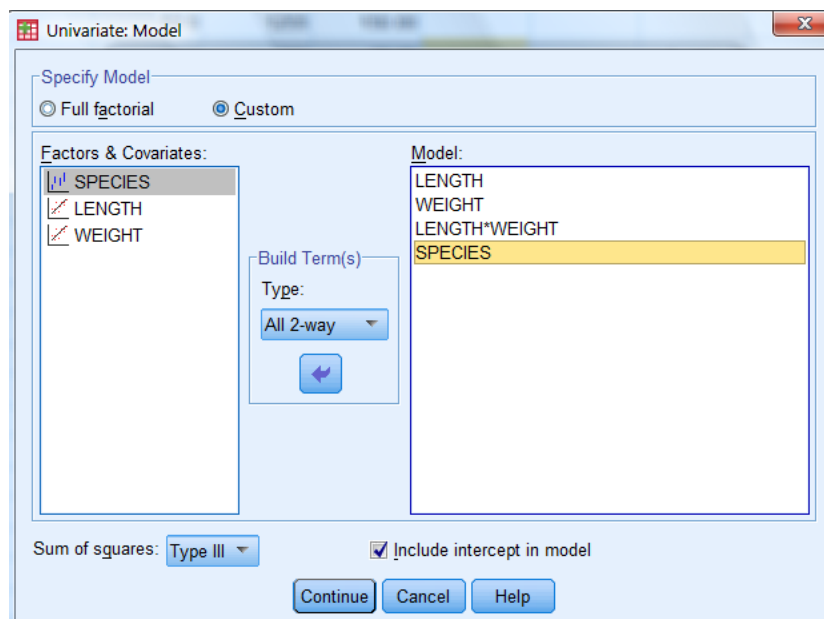 Univariate: Model
Specify Model
Full factorial
Custom
Factors & Covariates:
SPECIES
LENGTH
WEIGHT
Build Term(s)
Type:
All 2-way
Model:
LENGTH
WEIGHT
LENGTH*WEIGHT
SPECIES
Sum of squares: Type III
Include intercept in model
Continue
Cancel
Help